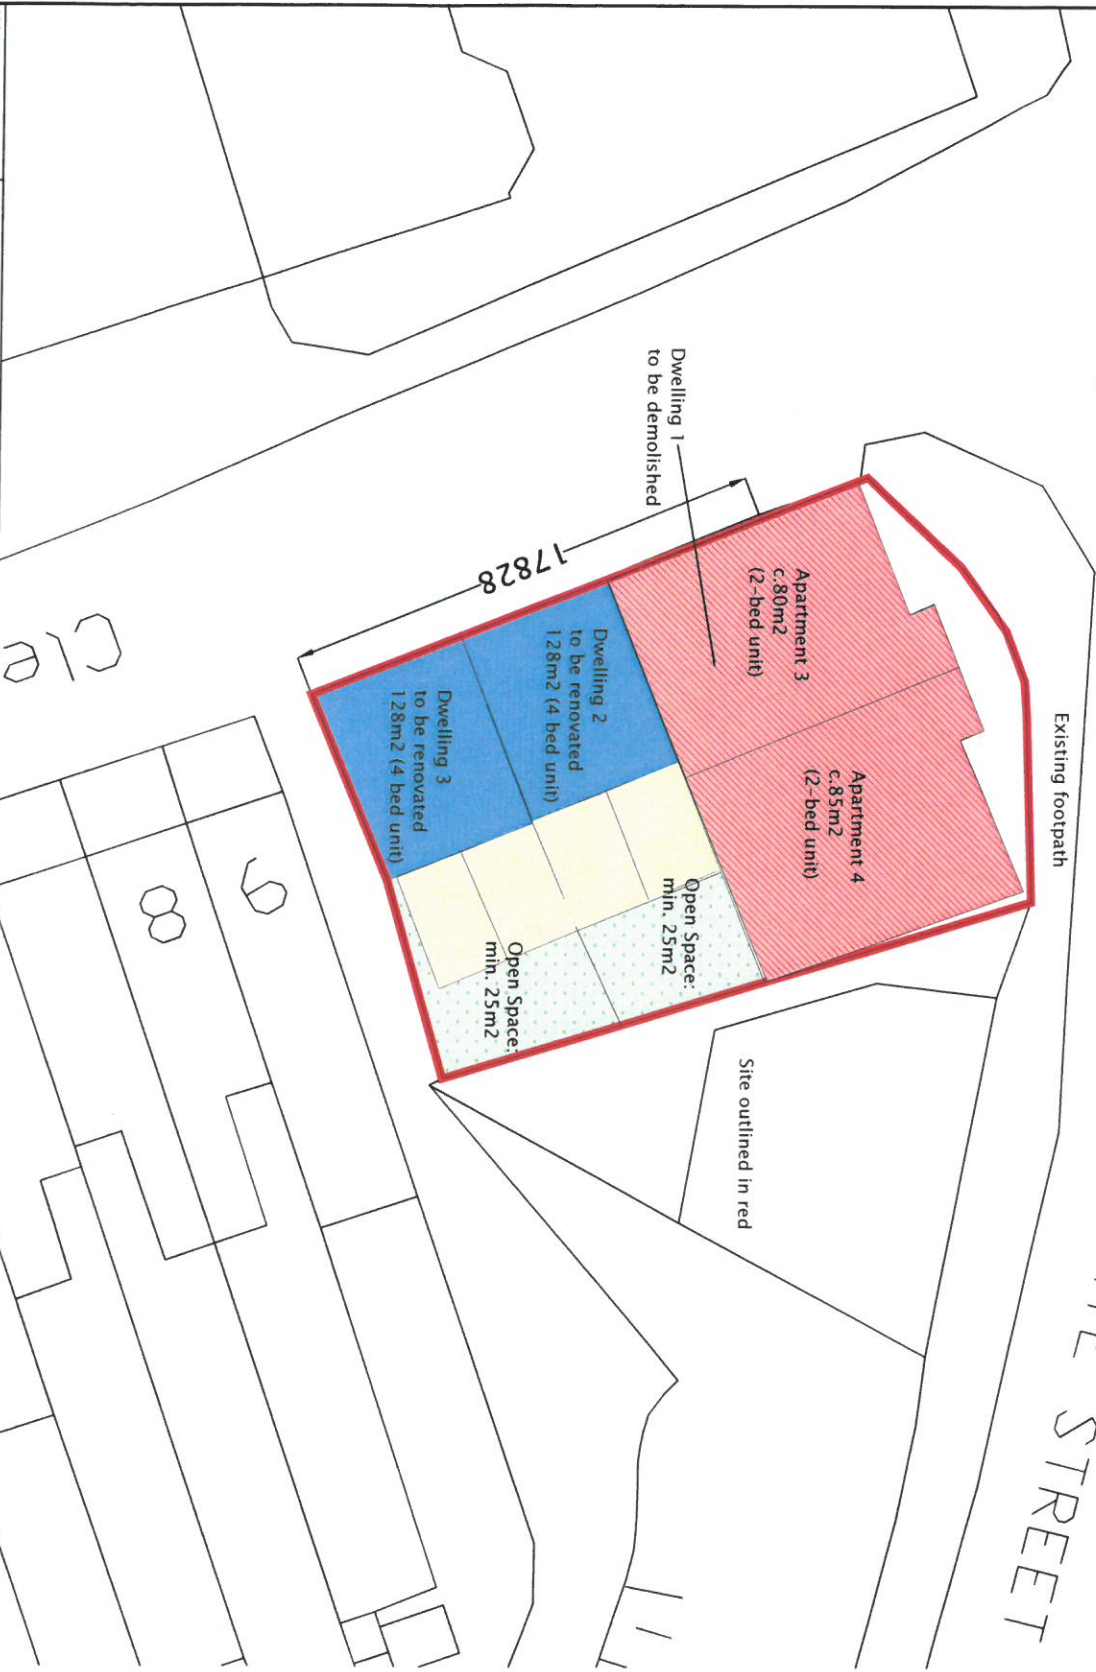 Existing footpath
STREET
Apartment 4
c.85m2
(2-bed unit)
Apartment 3
c.80m2
(2-bed unit)
Site outlined in red
Dwelling 1
to be demolished
Open Space:
min. 25m2
Dwelling 2
to be renovated
128m2 (4 bed unit)
17828
Open Space:
min. 25m2
Dwelling 3
to be renovated
128m2 (4 bed unit)
9
8